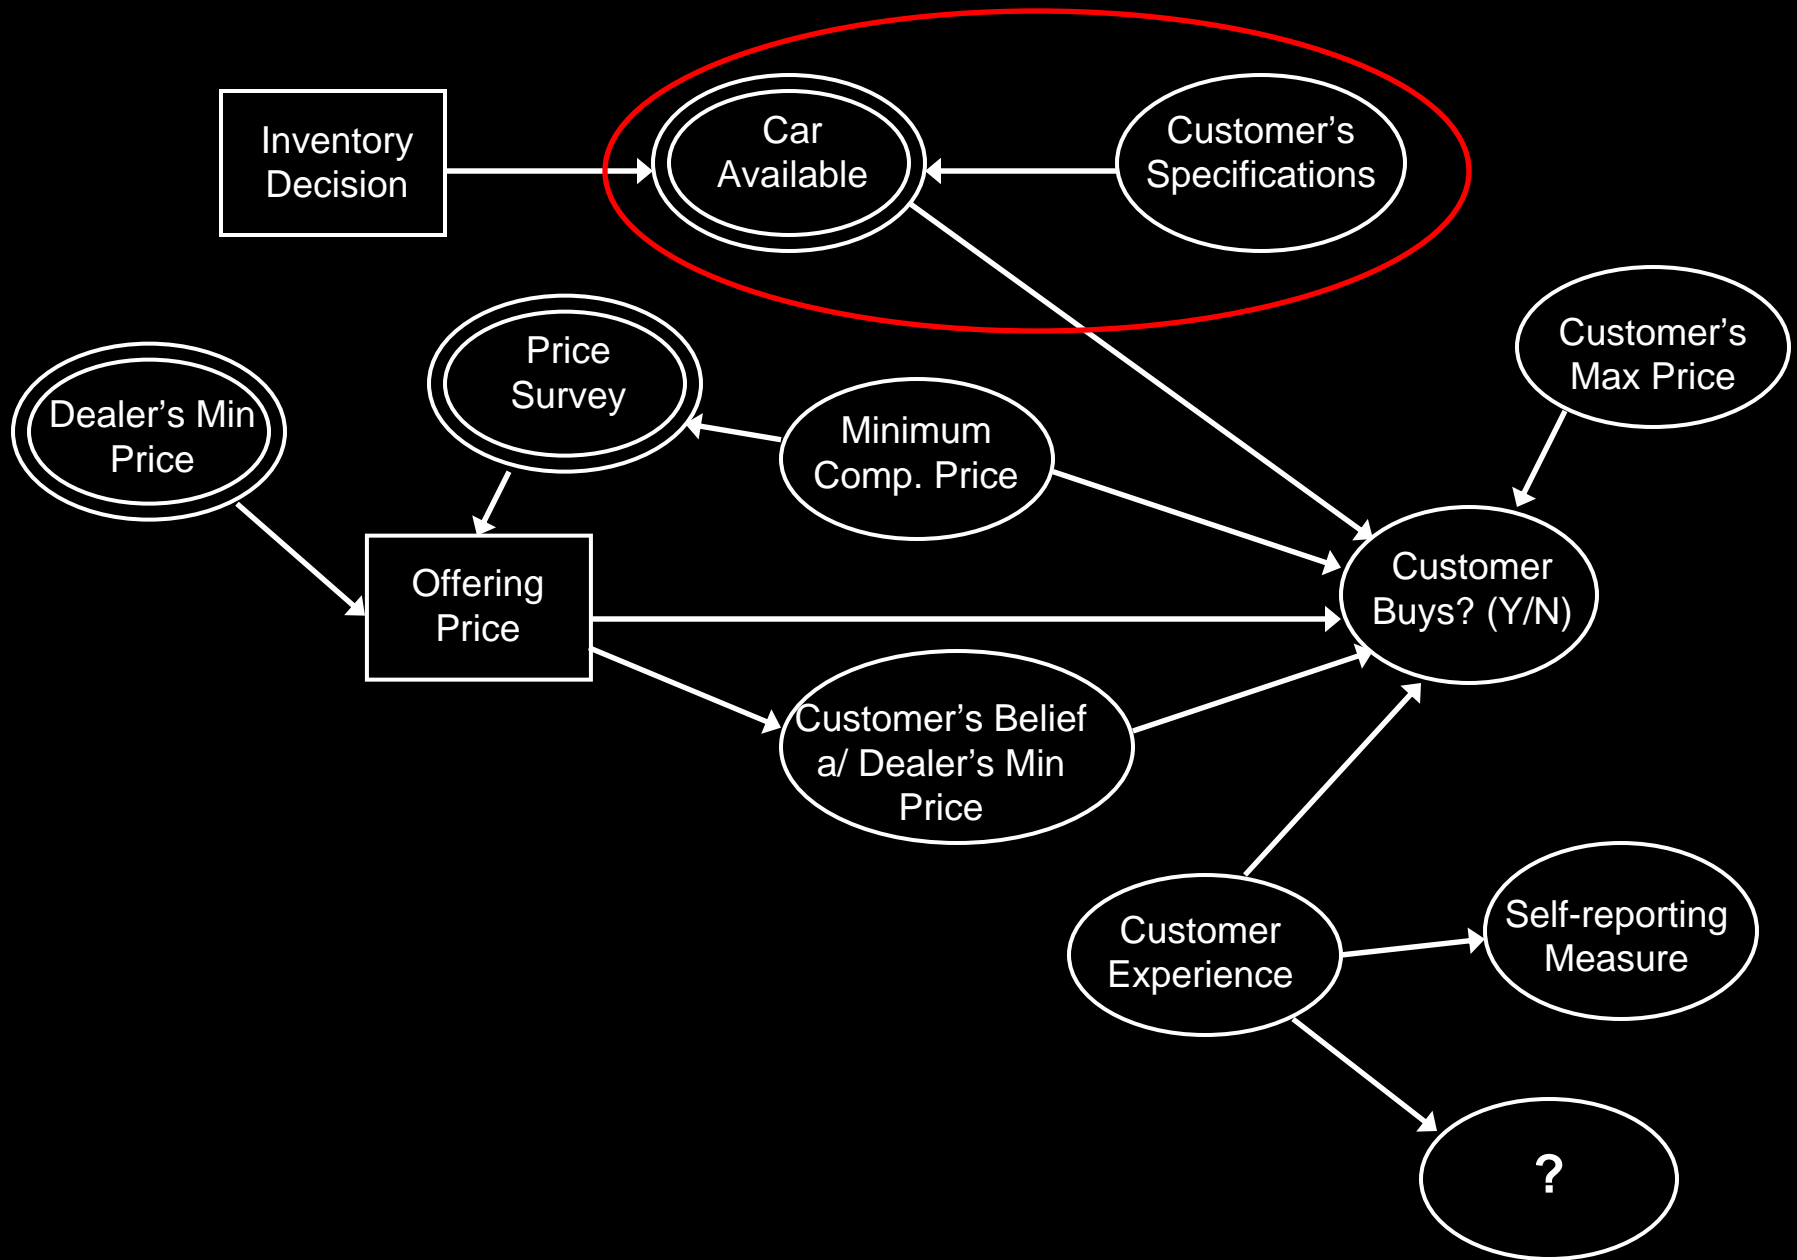 Inventory
Decision
Car
Available
Customer’s
Specifications
Price
Survey
Customer’s
Max Price
Dealer’s Min
Price
Minimum
Comp. Price
Offering
Price
Customer
Buys? (Y/N)
Customer’s Belief
a/ Dealer’s Min
Price
Customer
Experience
Self-reporting
Measure
?